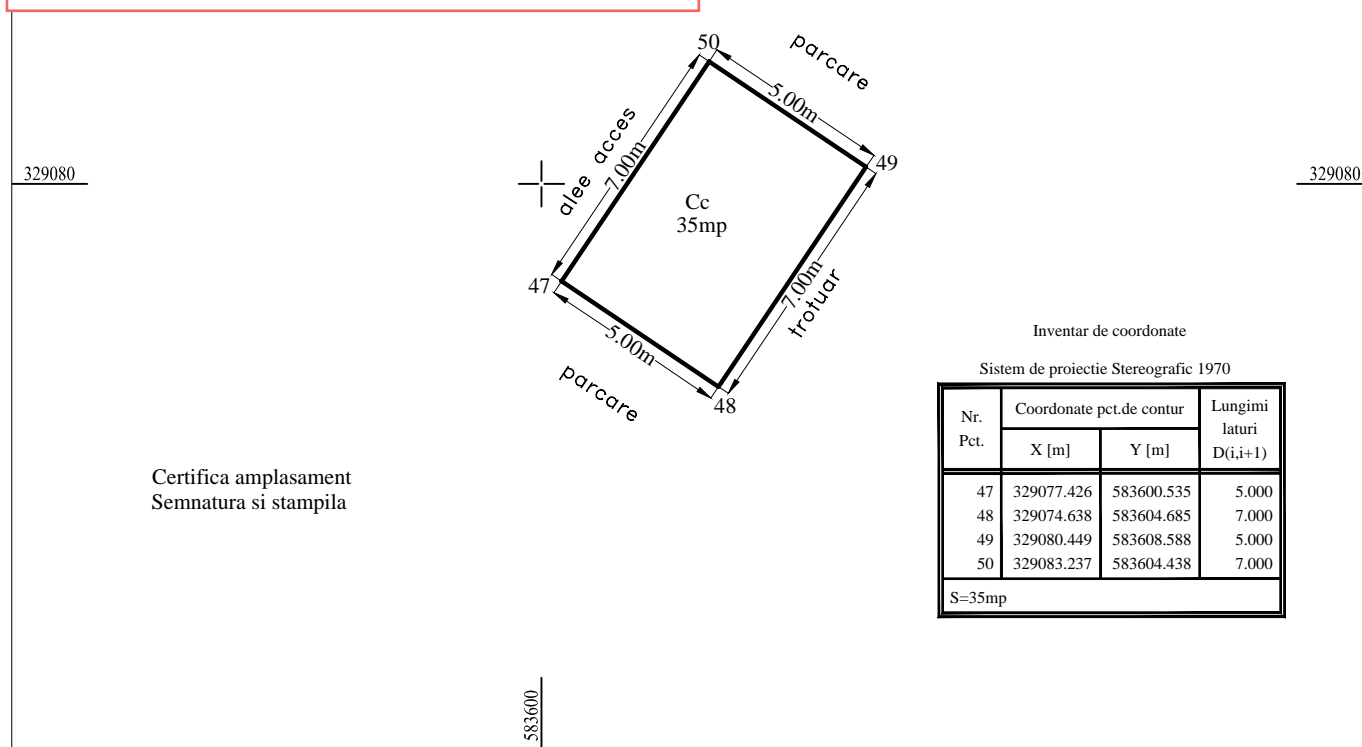 50
parcare
5.00m
49
alee acces
7.00m
329080
329080
Cc
35mp
47
7.00m
trotuar
5.00m
parcare
48
Inventar de coordonate
Sistem de proiectie Stereografic 1970
Nr. Pct. Coordonate pct.de contur Lungimi laturi D(i,i+1)
X [m] Y [m]
47 329077.426 583600.535 5.000
48 329074.638 583604.685 7.000
49 329080.449 583608.588 5.000
50 329083.237 583604.438 7.000
S=35mp
Certifica amplasament
Semnatura si stampila
583600